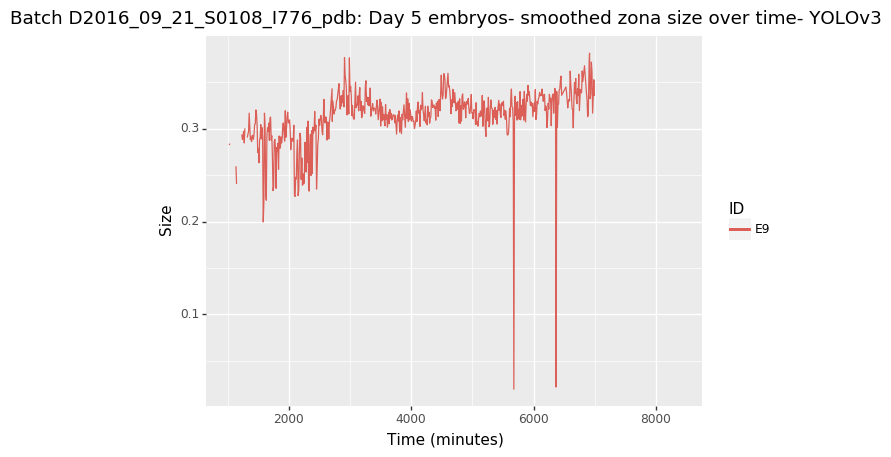 Batch D2016_09_21_S0108_I776_pdb: Day 5 embryos- smoothed zona size over time- YOLOv3
0.3
0.2
0.1
Size
2000 4000 6000 8000
Time (minutes)
ID
E9